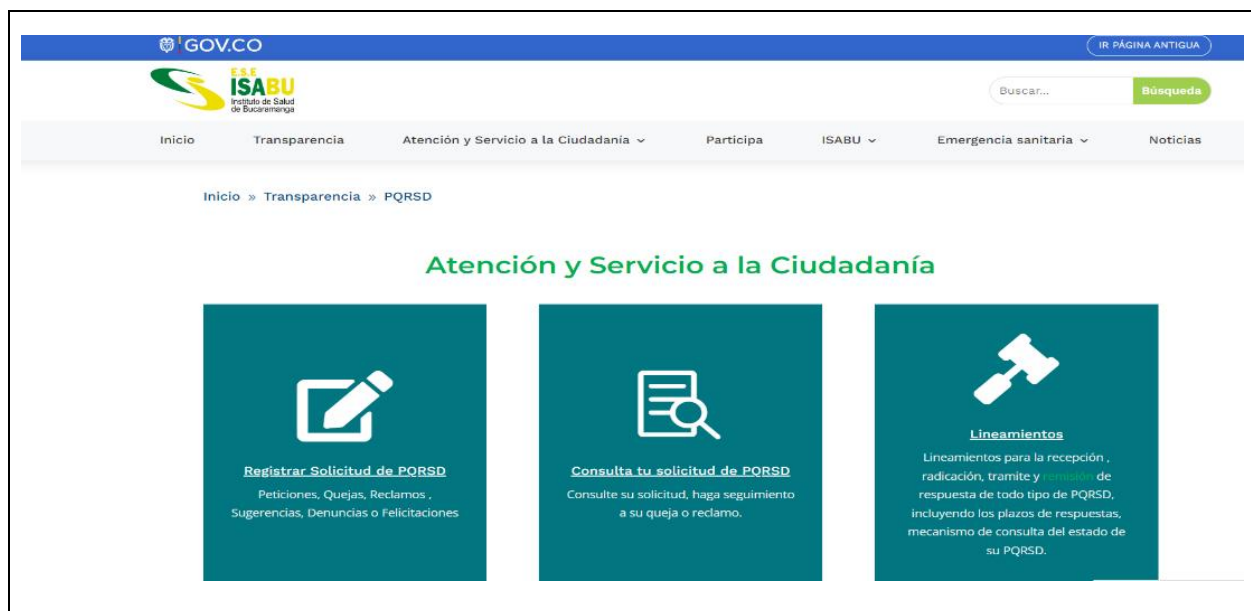 GOV.CO
IR PÁGINA ANTIGUA
E.S.E
ISABU
Instituto de Salud
de Bucaramanga
Buscar...
Búsqueda
Inicio Transparencia Atención y Servicio a la Ciudadanía Participa ISABU Emergencia sanitaria Noticias
Inicio » Transparencia » PQRSD
Atención y Servicio a la Ciudadanía
Registrar Solicitud de PQRSD
Peticiones, Quejas, Reclamos ,
Sugerencias, Denuncias o Felicitaciones
Consulta tu solicitud de PQRSD
Consulte su solicitud, haga seguimiento
a su queja o reclamo.
Lineamientos
Lineamientos para la recepción ,
radicación, tramite y remisión de
respuesta de todo tipo de PQRSD,
incluyendo los plazos de respuestas,
mecanismo de consulta del estado de
su PQRSD.